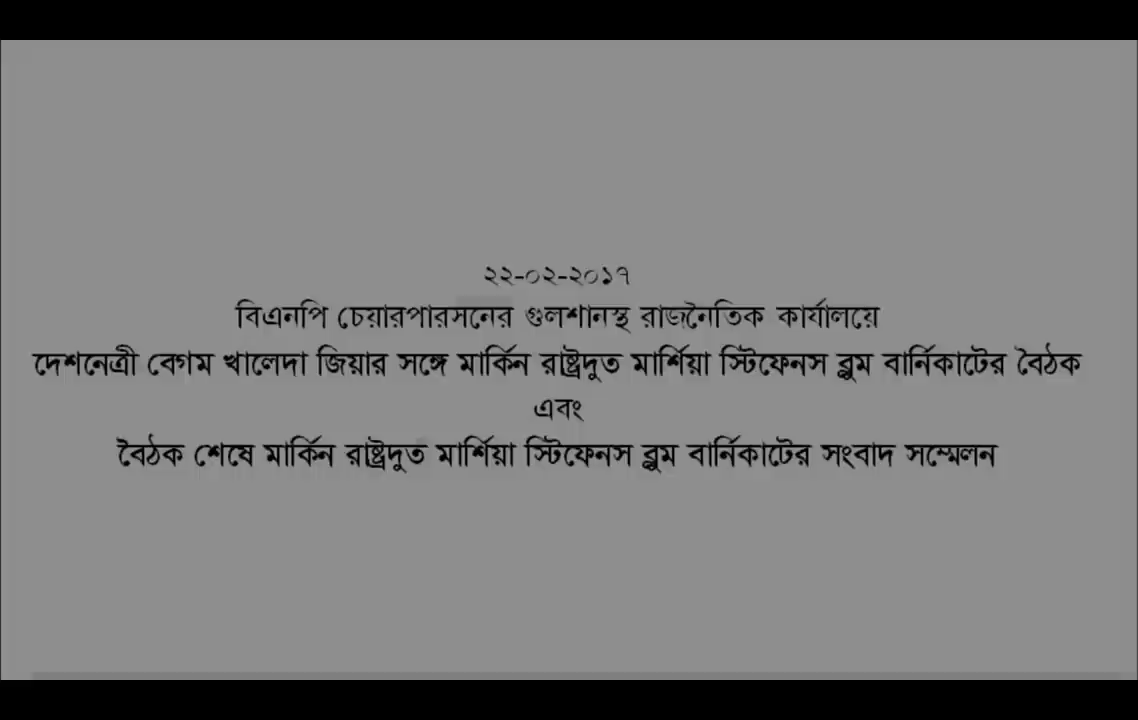 ২২-০২-২০১৭
বিএনপি চেয়ারপারসনের গুলশানস্থ রাজনৈতিক কার্যালয়ে
দেশনেত্রী বেগম খালেদা জিয়ার সঙ্গে মার্কিন রাষ্ট্রদুত মার্শিয়া স্টিফেনস ব্লুম বার্নিকাটের বৈঠক
এবং
বৈঠক শেষে মার্কিন রাষ্ট্রদুত মার্শিয়া স্টিফেনস ব্লুম বার্নিকাটের সংবাদ সম্মেলন